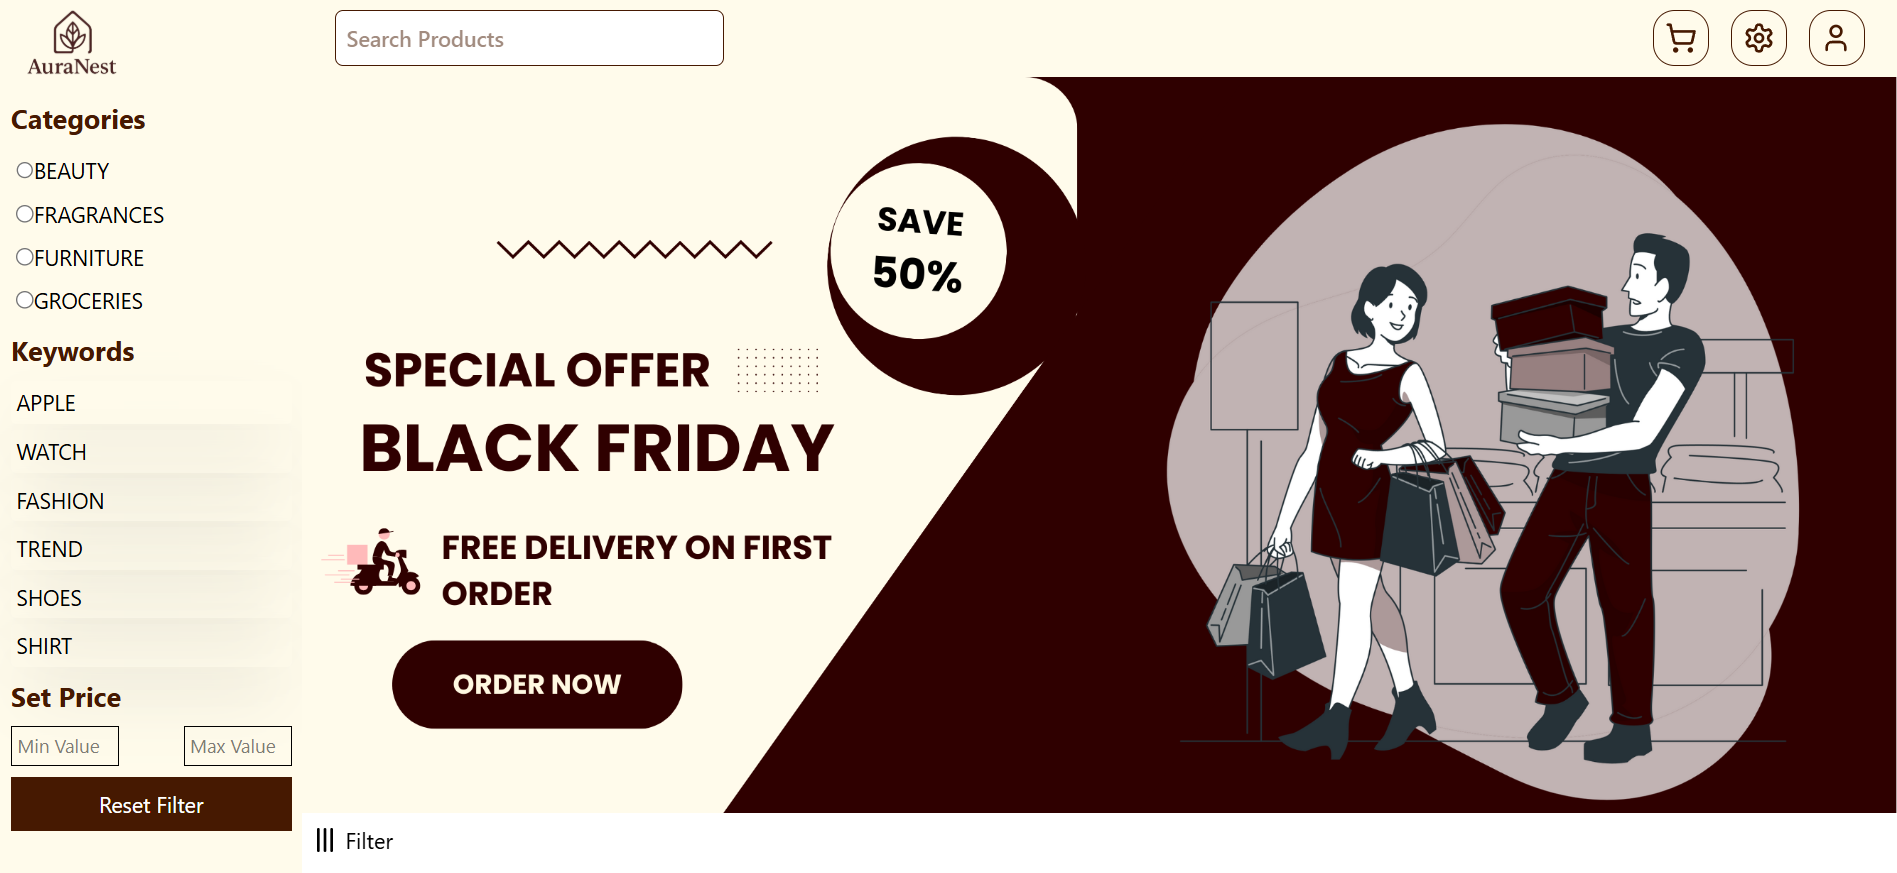 AuraNest
Search Products
Categories
BEAUTY
FRAGRANCES
FURNITURE
GROCERIES
Keywords
APPLE
WATCH
FASHION
TREND
SHOES
SHIRT
Set Price
Min Value
Max Value
Reset Filter
SAVE
50%
SPECIAL OFFER
BLACK FRIDAY
FREE DELIVERY ON FIRST
ORDER
ORDER NOW
Filter